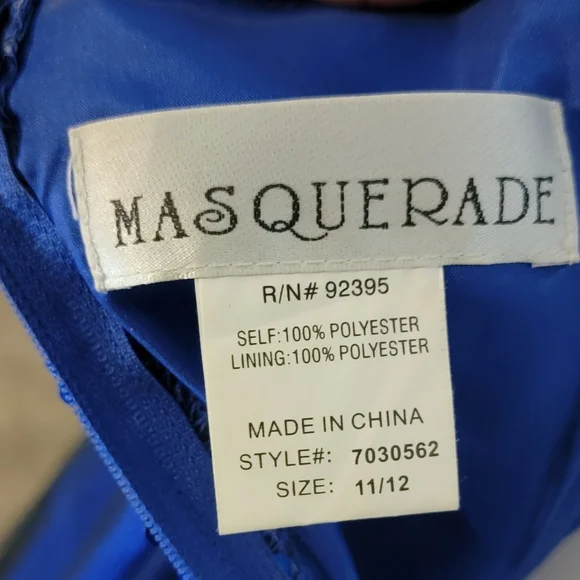 MASQUERADE
R/N# 92395
SELF:100% POLYESTER
LINING:100% POLYESTER
MADE IN CHINA
STYLE#: 7030562
SIZE: 11/12